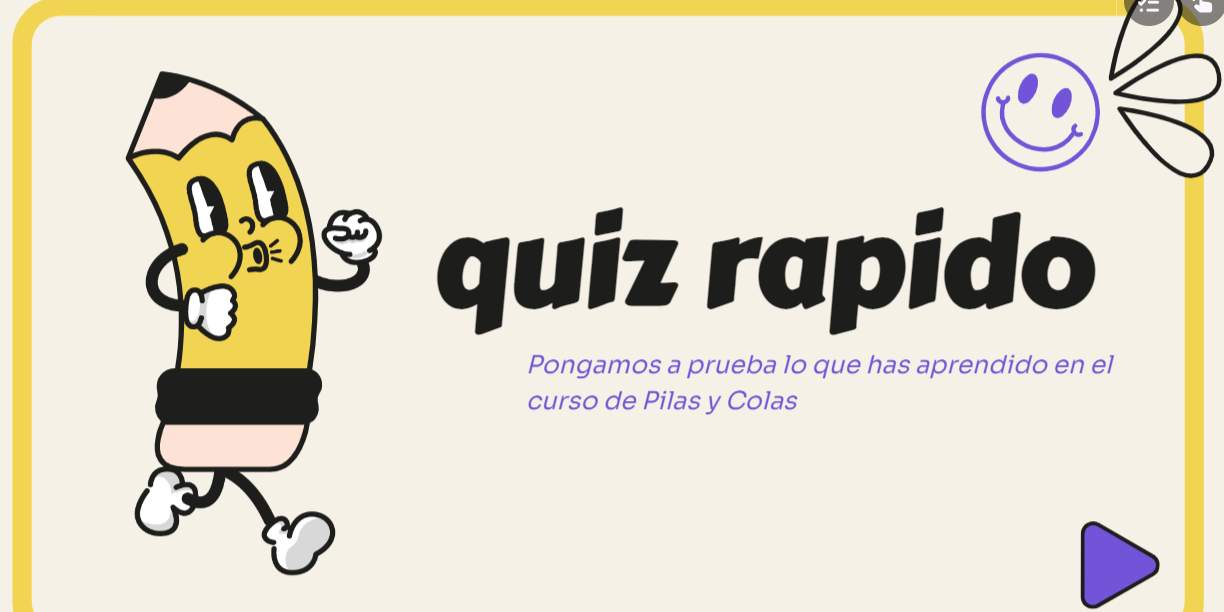 quiz rapido
Pongamos a prueba lo que has aprendido en el
curso de Pilas y Colas